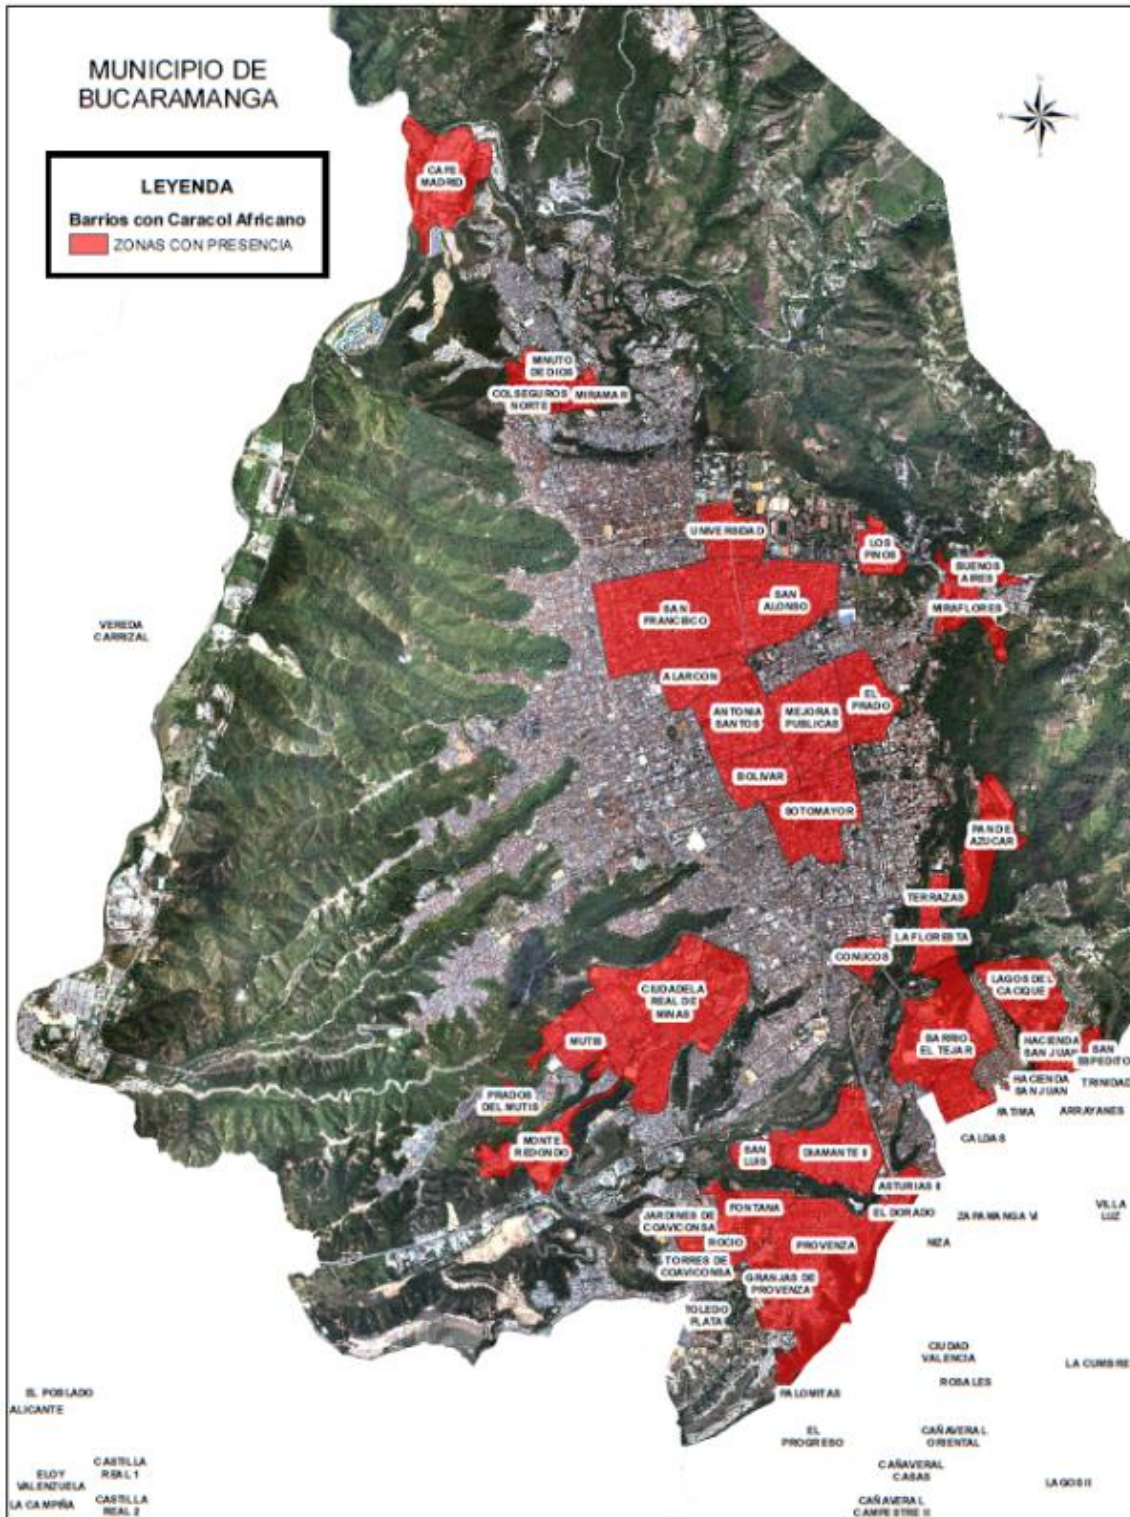 MUNICIPIO DE
BUCARAMANGA
N
W
E
S
LEYENDA
Barrios con Caracol Africano
ZONAS CON PRESENCIA
CAFE
MADRID
MINUTO
DE DIOS
COLSEGUROS
NORTE
MIRAMAR
UNIVERSIDAD
LOS
PINOS
BUENOS
AIRES
MIRAFLORES
SAN
FRANCISCO
SAN
ALONSO
VEREDA
CARRIZAL
ALARCON
ANTONIA
SANTOS
MEJORAS
PUBLICAS
EL
PRADO
BOLIVAR
SOTOMAYOR
PAN DE
AZUCAR
TERRAZAS
LA FLORESTA
CONUCOS
LAGOS DEL
CACIQUE
CIUDADELA
REAL DE
MINAS
MUTIS
BARRIO
EL TEJAR
HACIENDA
SAN JUAN
SAN
EXPEDITO
HACIENDA
SAN JUAN
TRINIDAD
PRADOS
DEL MUTIS
FATIMA
ARRAYANES
CALDAS
MONTE
REDONDO
SAN
LUIS
DIAMANTE II
ASTURIAS II
JARDINES DE
COAVICONSA
FONTANA
EL DORADO
ZAPAMANGA VI
VILLA
LUZ
ROCIO
PROVENZA
NIZA
TORRES DE
COAVICONSA
GRANJAS DE
PROVENZA
TOLEDO
PLATA
CIUDAD
VALENCIA
LA CUMBRE
ROSALES
PALOMITAS
EL POBLADO
ALICANTE
EL
PROGRESO
CAÑAVERAL
ORIENTAL
CASTILLA
REAL 1
ELOY
VALENZUELA
CAÑAVERAL
CASAS
LAGOS II
LA CAMPIÑA
CASTILLA
REAL 2
CAÑAVERAL
CAMPESTRE II